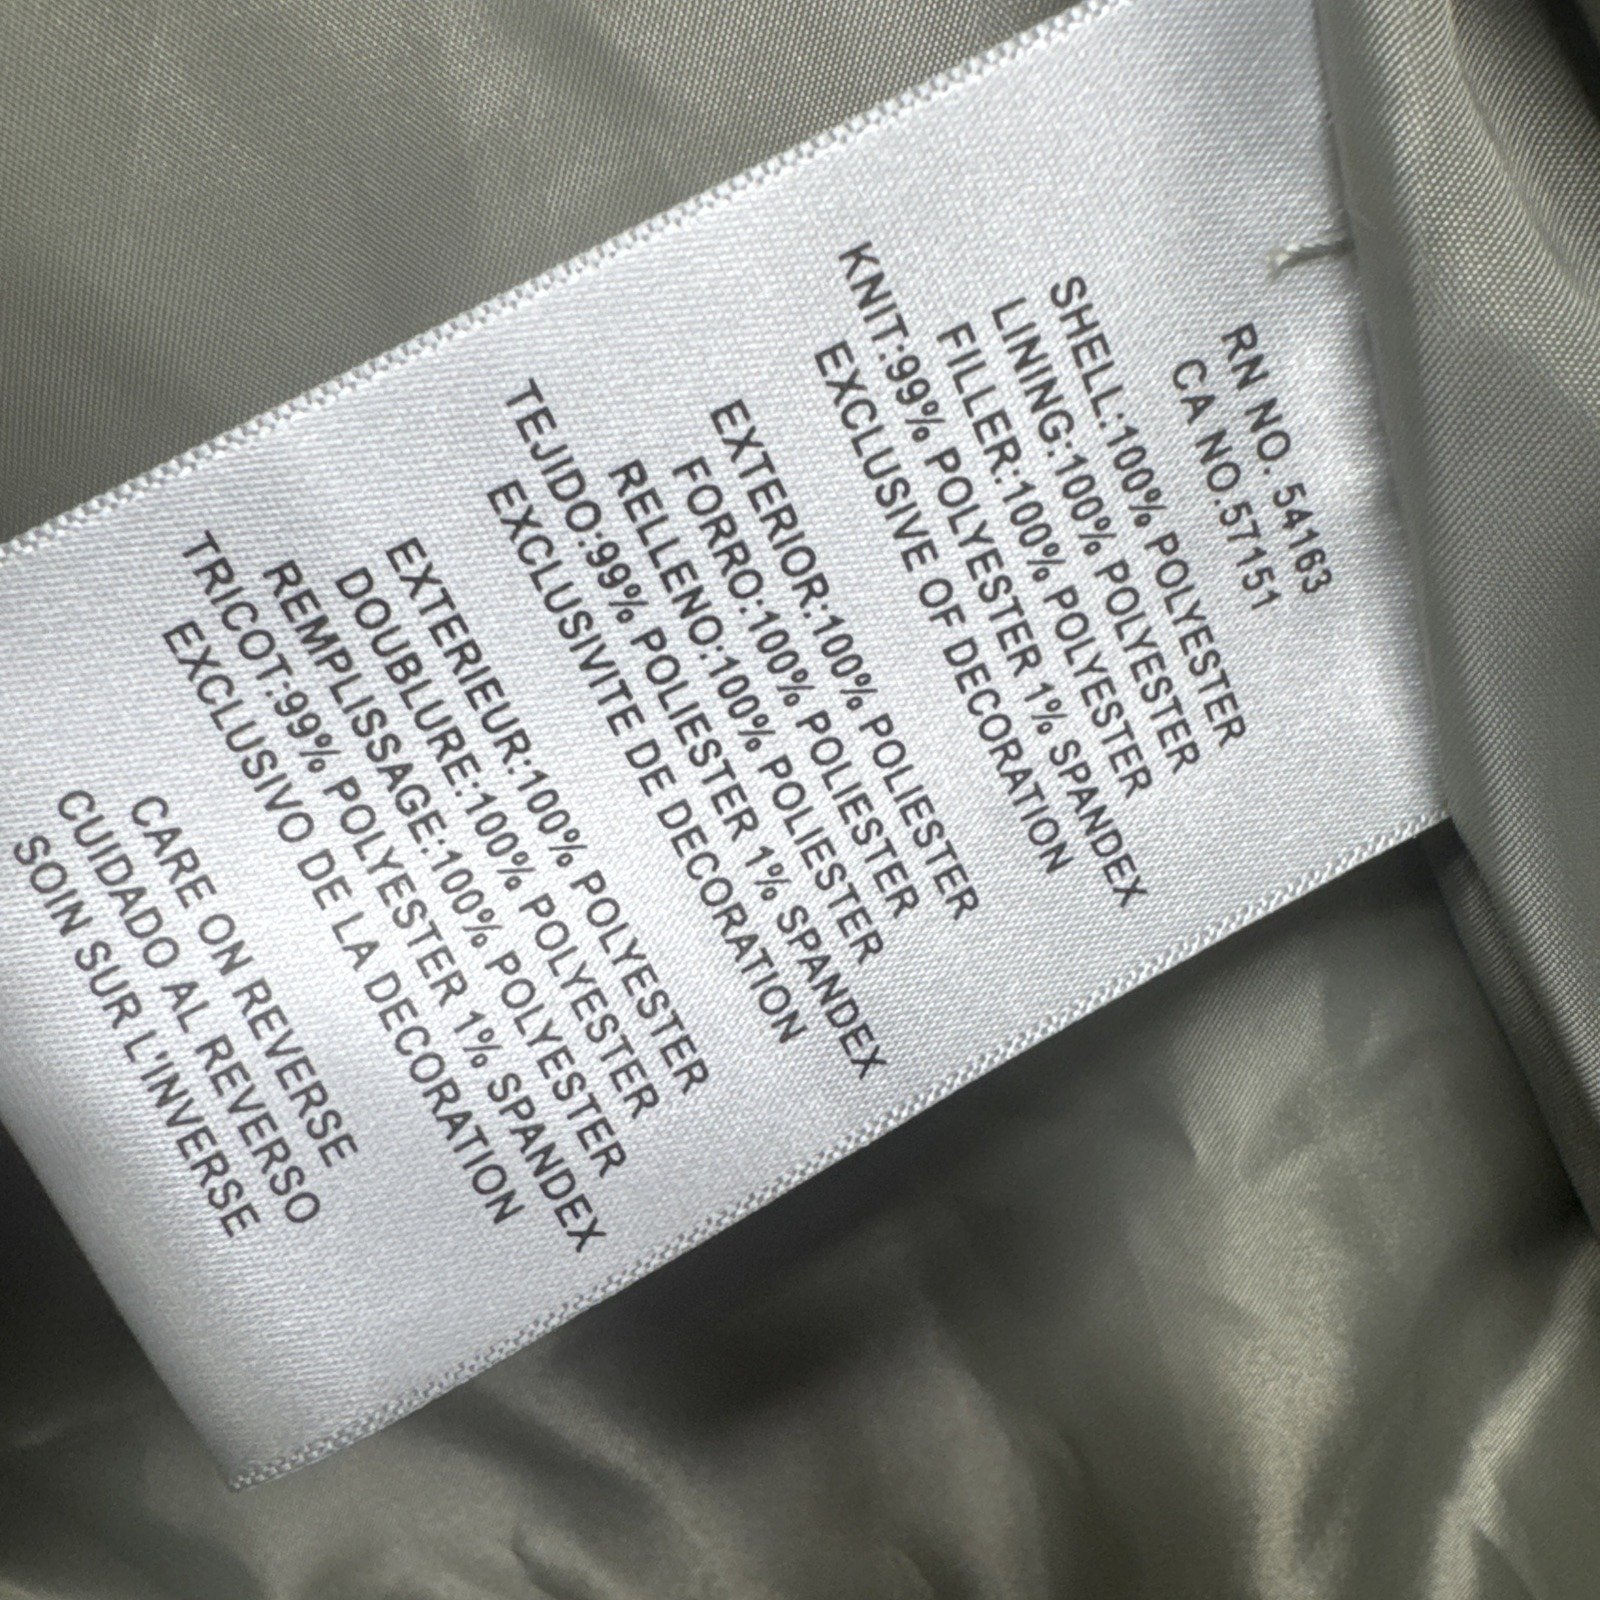 RN NO. 54163
CA NO.57151
SHELL:100% POLYESTER
LINING:100% POLYESTER
FILLER:100% POLYESTER
KNIT:99% POLYESTER 1% SPANDEX
EXCLUSIVE OF DECORATION
EXTERIOR:100% POLIESTER
FORRO:100% POLIESTER
RELLENO:100% POLIESTER
TEJIDO:99% POLIESTER 1% SPANDEX
EXCLUSIVITE DE DECORATION
EXTERIEUR:100% POLYESTER
DOUBLURE:100% POLYESTER
REMPLISSAGE:100% POLYESTER
TRICOT:99% POLYESTER 1% SPANDEX
EXCLUSIVO DE LA DECORATION
CARE ON REVERSE
CUIDADO AL REVERSO
SOIN SUR L'INVERSE